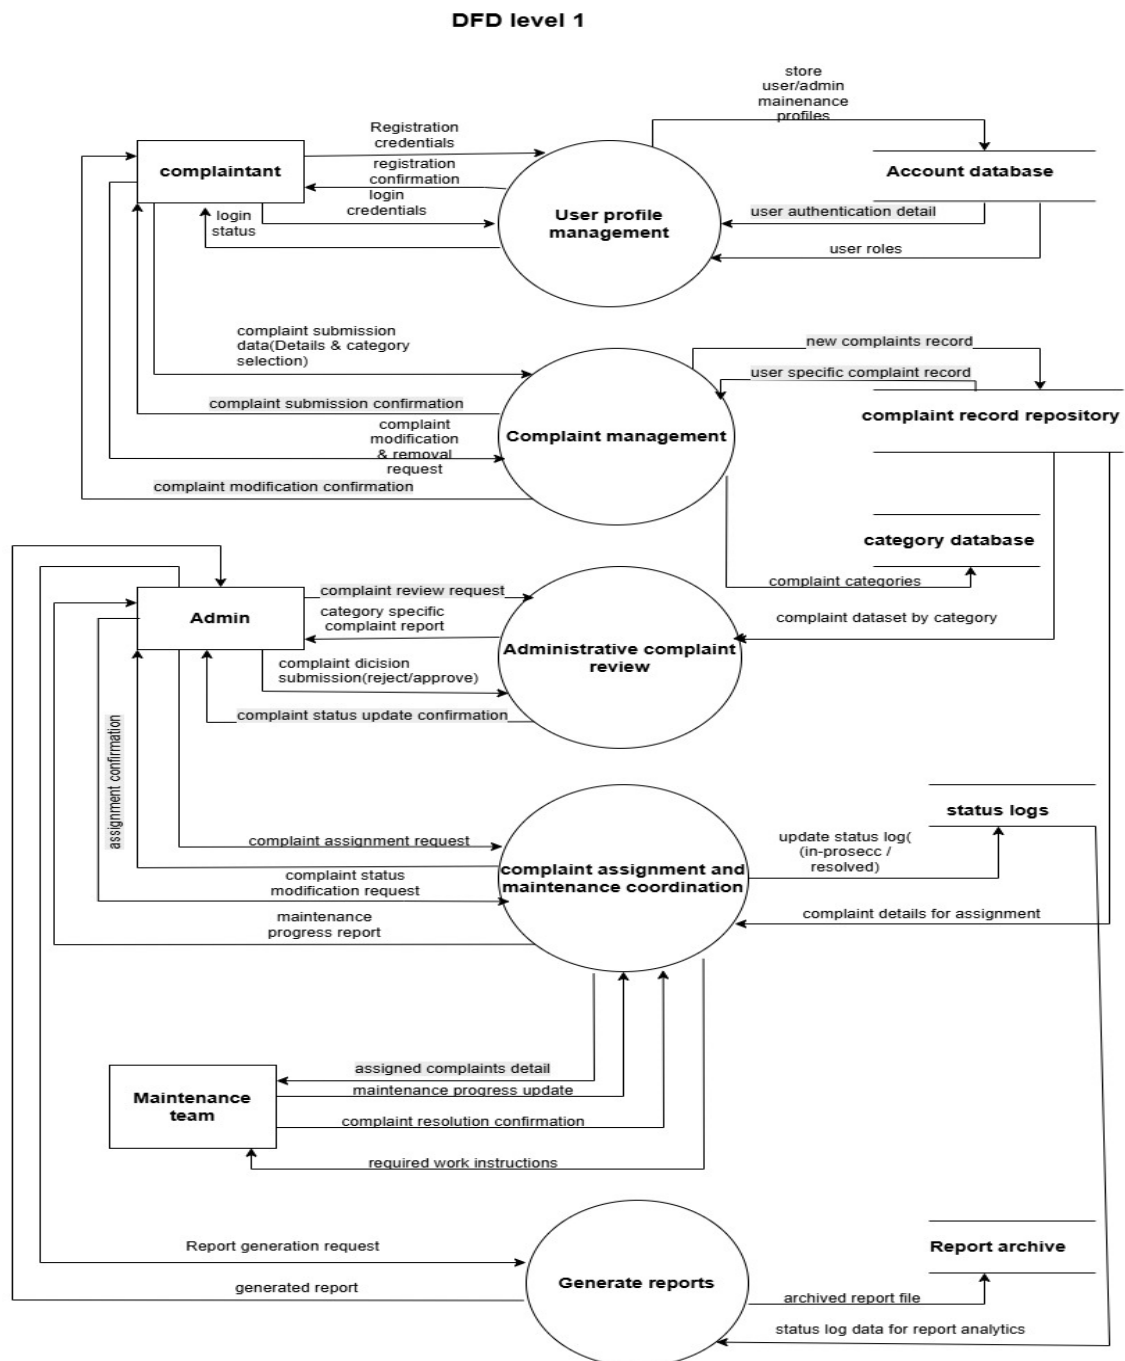 DFD level 1
store
user/admin
mainenance
profiles
Registration
credentials
complaintant
registration
confirmation
login
credentials
login
status
User profile
management
Account database
user authentication detail
user roles
complaint submission
data(Details & category
selection)
new complaints record
user specific complaint record
complaint submission confirmation
complaint record repository
complaint
modification
& removal
request
Complaint management
complaint modification confirmation
category database
complaint categories
complaint review request
Admin
category specific
complaint report
complaint dataset by category
Administrative complaint
review
complaint dicision
submission(reject/approve)
complaint status update confirmation
assignment confirmation
status logs
complaint assignment request
update status log(
(in-prosecc /
resolved)
complaint assignment and
maintenance coordination
complaint status
modification request
complaint details for assignment
maintenance
progress report
assigned complaints detail
maintenance progress update
Maintenance
team
complaint resolution confirmation
required work instructions
Report generation request
Report archive
generated report
Generate reports
archived report file
status log data for report analytics